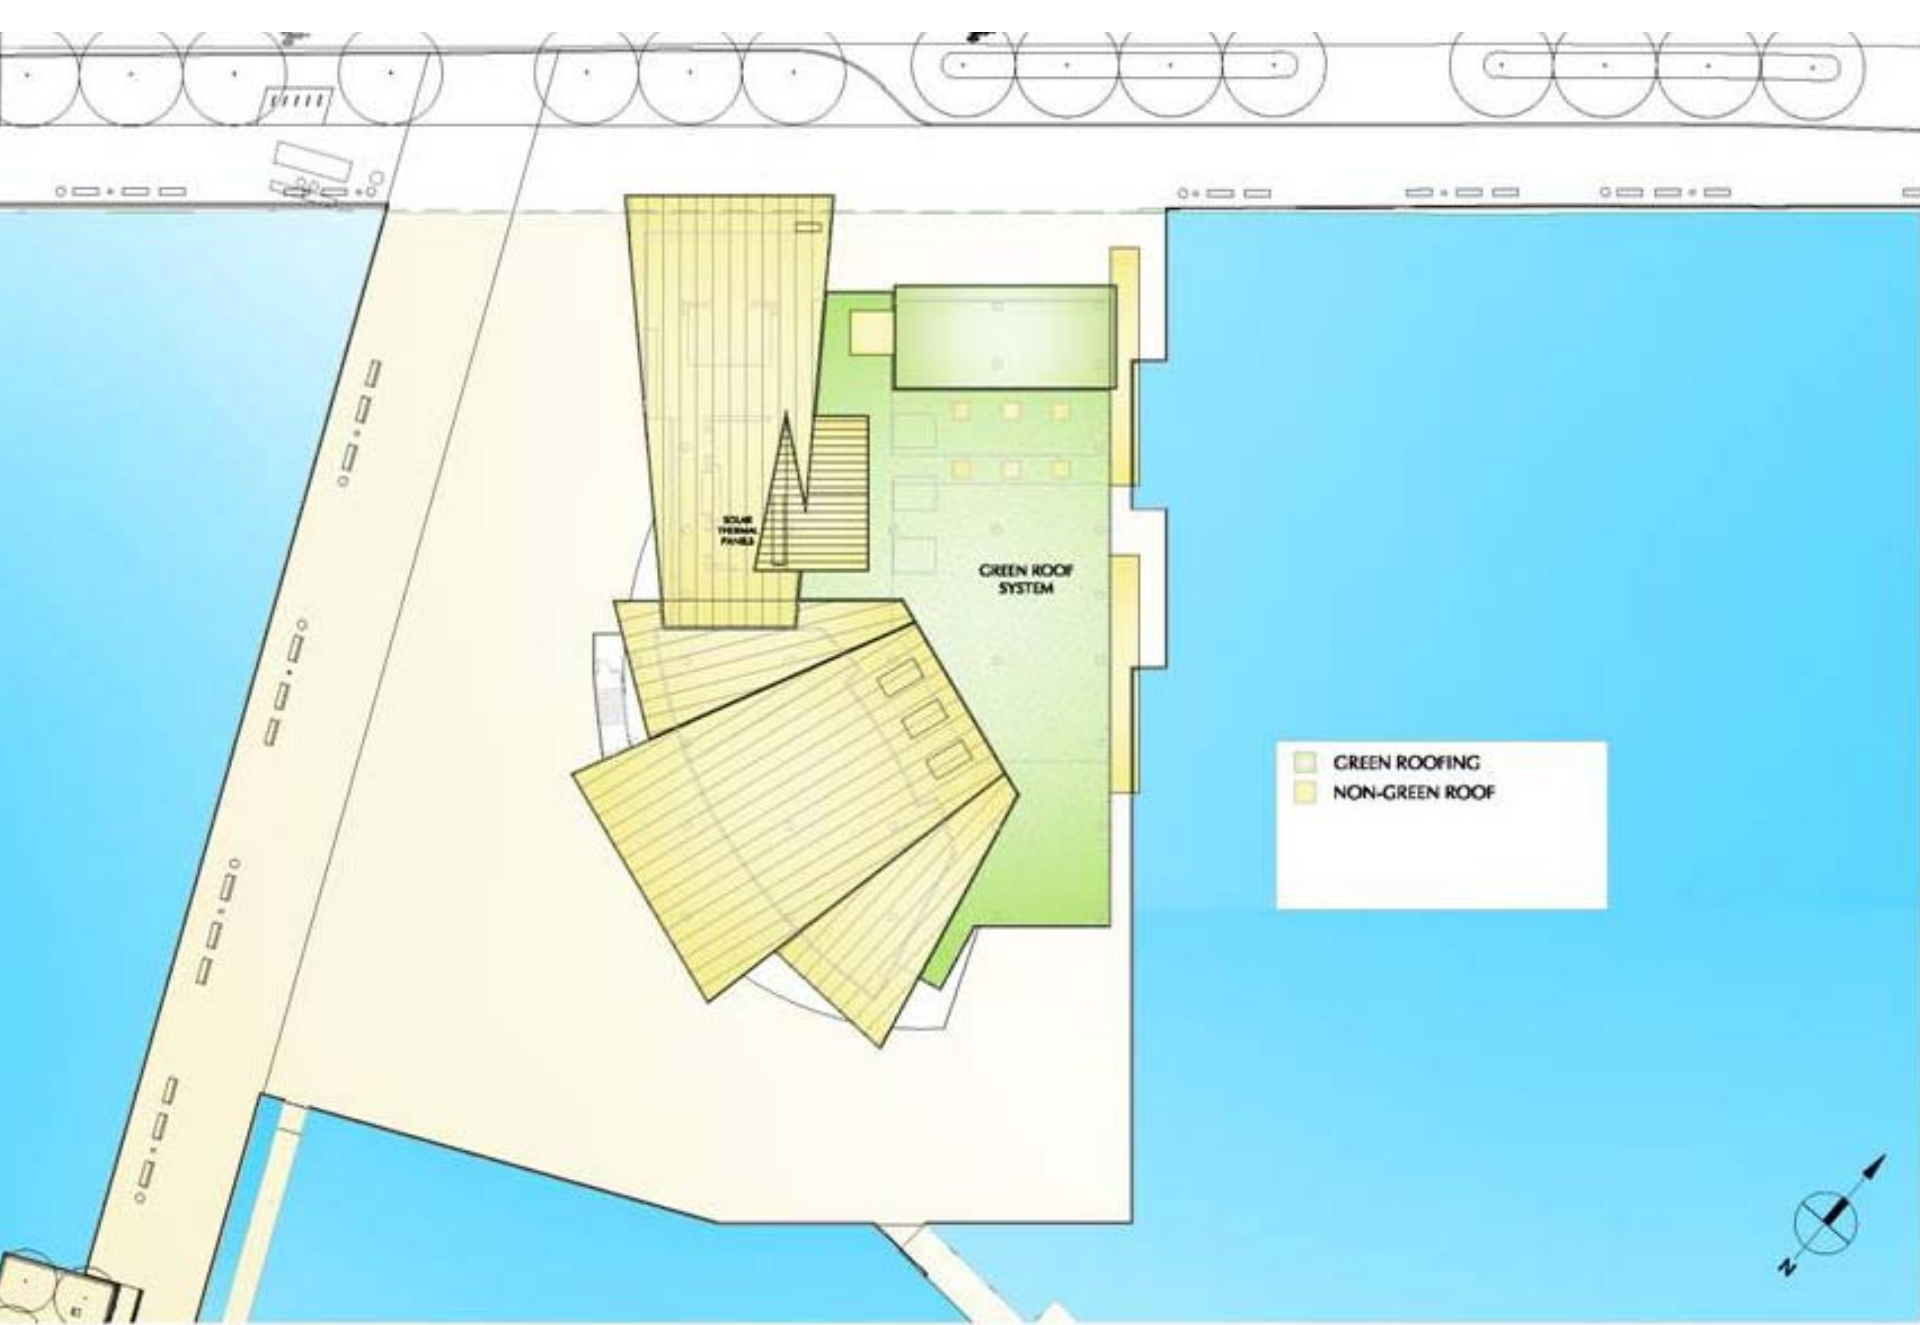 SOLAR
THERMAL
PANELS
GREEN ROOF
SYSTEM
GREEN ROOFING
NON-GREEN ROOF
N